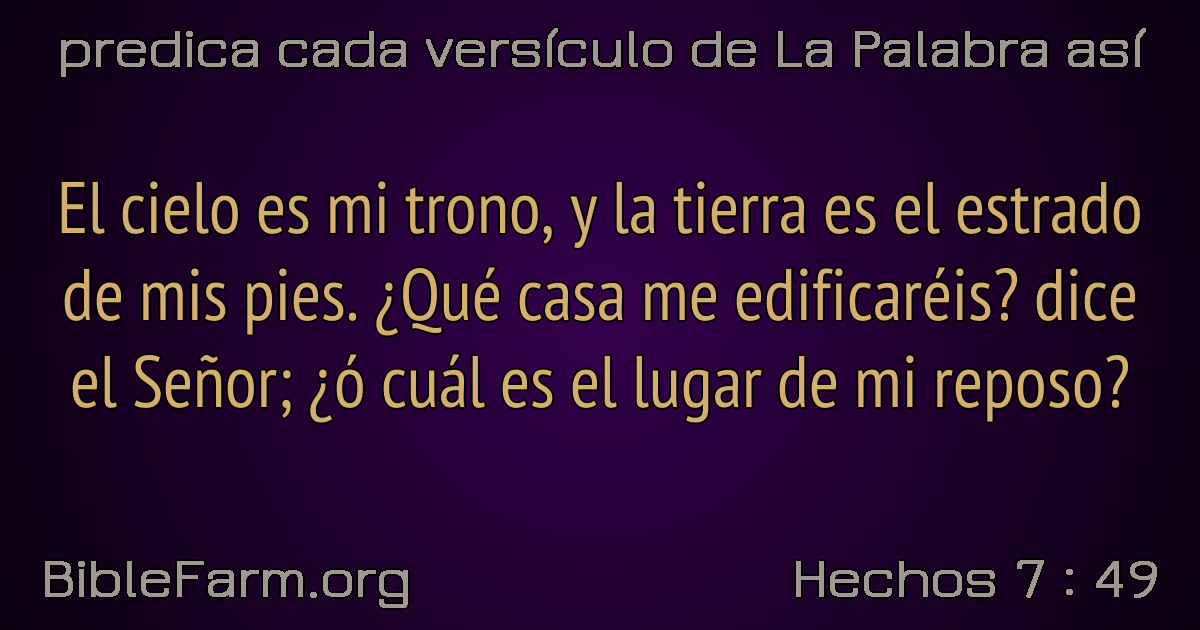 predica cada versículo de La Palabra así
El cielo es mi trono, y la tierra es el estrado
de mis pies. ¿Qué casa me edificaréis? dice
el Señor; ¿ó cuál es el lugar de mi reposo?
BibleFarm.org
Hechos 7 : 49